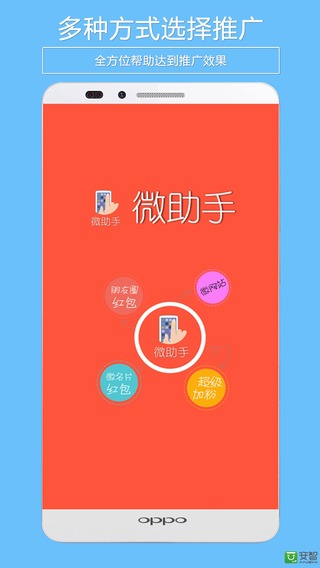 多种方式选择推广
全方位帮助达到推广效果
微助手
微助手
朋友圈
红包
微网站
微助手
微名片
红包
超级
加粉
oppo
安智